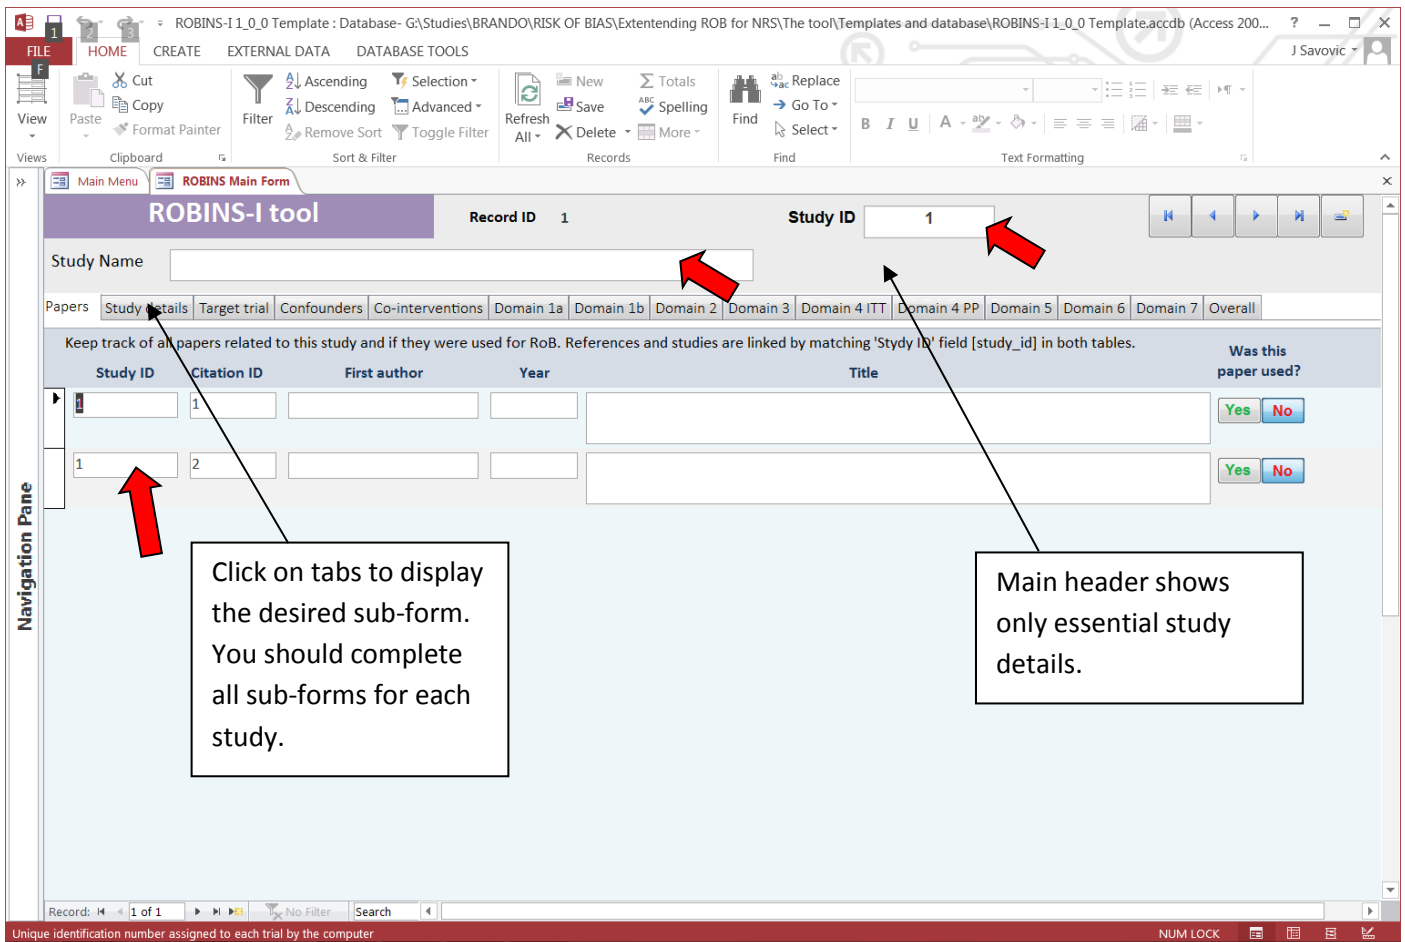 1 2 3 ROBINS-I 1_0_0 Template : Database- G:\Studies\BRANDO\RISK OF BIAS\Extentending ROB for NRS\The tool\Templates and database\ROBINS-I 1_0_0 Template.accdb (Access 200... ?
FILE HOME CREATE EXTERNAL DATA DATABASE TOOLS J Savovic
F
Cut Ascending Selection New Totals Replace
Copy Descending Advanced Save Spelling Go To
View Paste Format Painter Filter Remove Sort Toggle Filter Refresh All Delete More Find Select B I U A
Views Clipboard Sort & Filter Records Find Text Formatting
Main Menu ROBINS Main Form
ROBINS-I tool Record ID 1 Study ID 1
Study Name
Papers Study details Target trial Confounders Co-interventions Domain 1a Domain 1b Domain 2 Domain 3 Domain 4 ITT Domain 4 PP Domain 5 Domain 6 Domain 7 Overall
Keep track of all papers related to this study and if they were used for RoB. References and studies are linked by matching 'Stydy ID' field [study_id] in both tables.
Was this
paper used?
Study ID Citation ID First author Year Title
1 1 Yes No
1 2 Yes No
Navigation Pane
Click on tabs to display
the desired sub-form.
You should complete
all sub-forms for each
study.
Main header shows
only essential study
details.
Record: 1 of 1 No Filter Search
Unique identification number assigned to each trial by the computer NUM LOCK